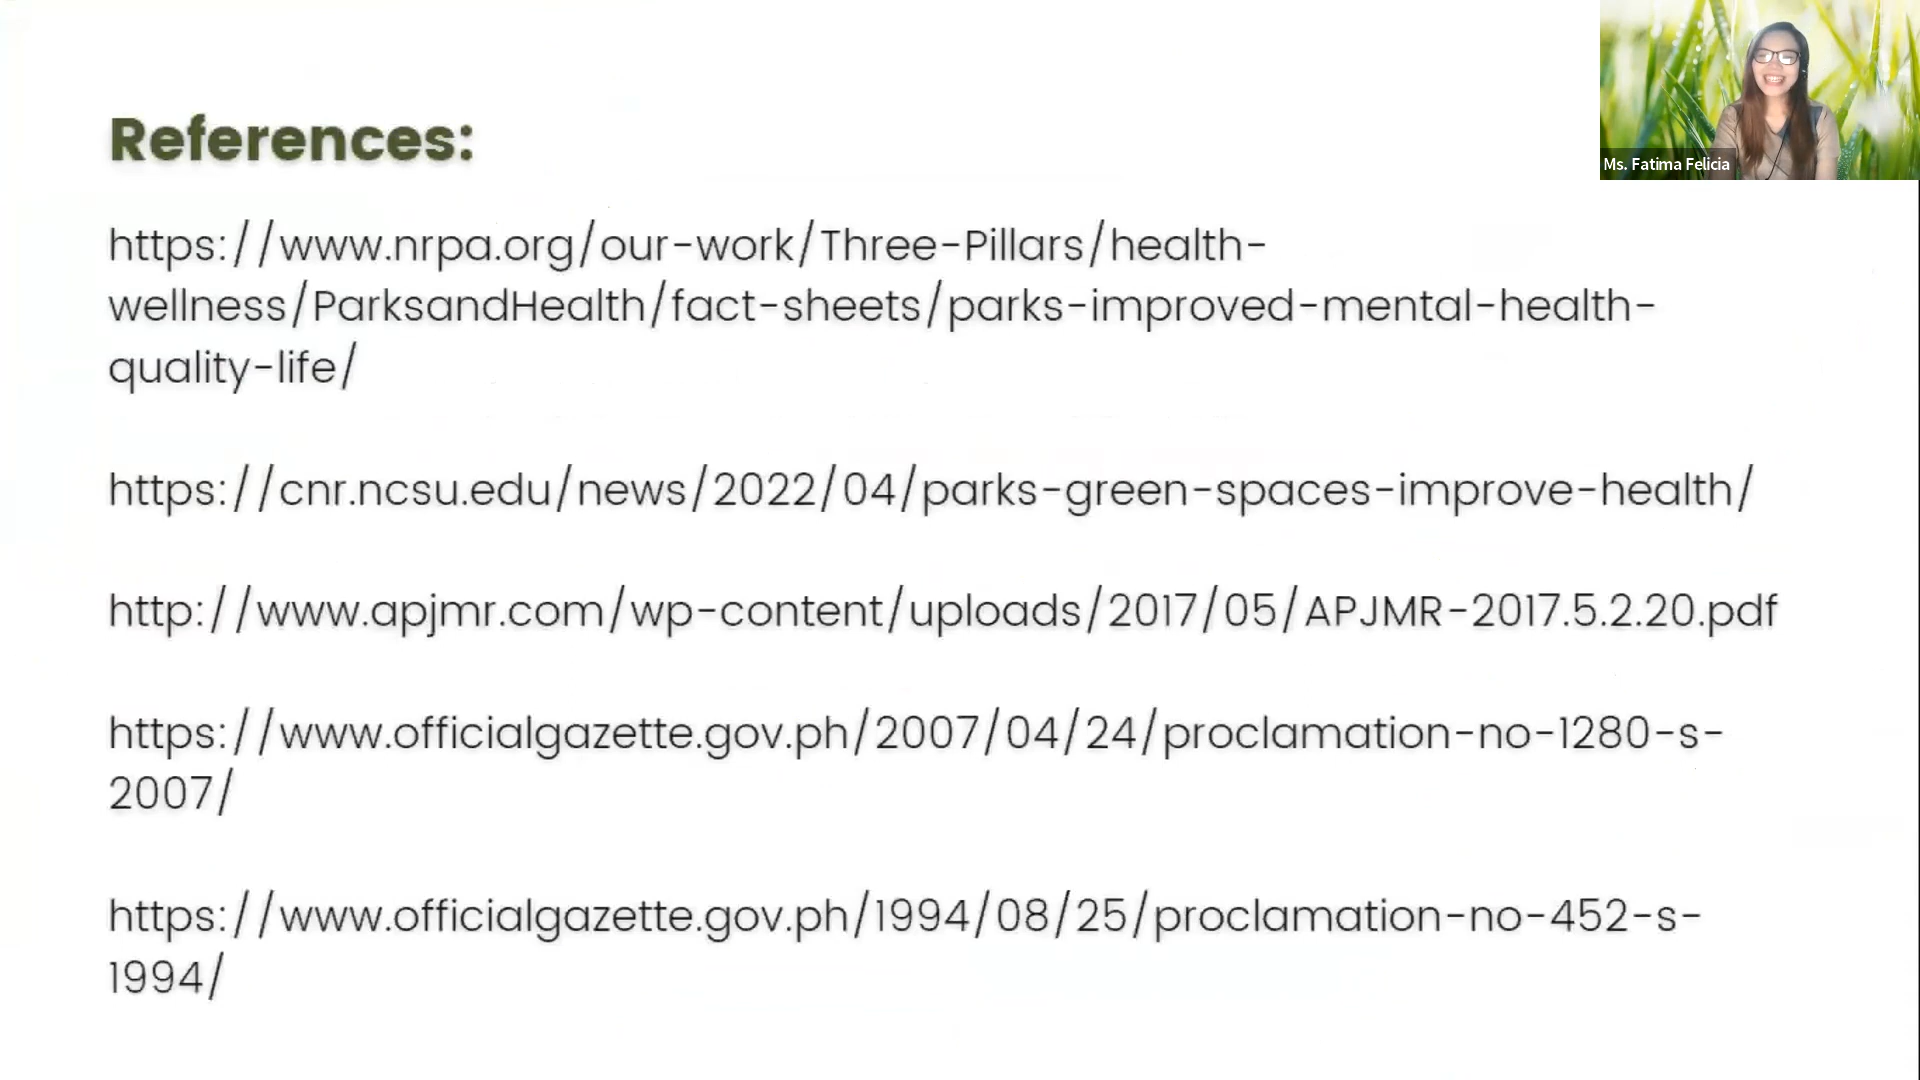 References:
https://www.nrpa.org/our-work/Three-Pillars/health-
wellness/ParksandHealth/fact-sheets/parks-improved-mental-health-
quality-life/
https://cnr.ncsu.edu/news/2022/04/parks-green-spaces-improve-health/
http://www.apjmr.com/wp-content/uploads/2017/05/APJMR-2017.5.2.20.pdf
https://www.officialgazette.gov.ph/2007/04/24/proclamation-no-1280-s-
2007/
https://www.officialgazette.gov.ph/1994/08/25/proclamation-no-452-s-
1994/
Ms. Fatima Felicia